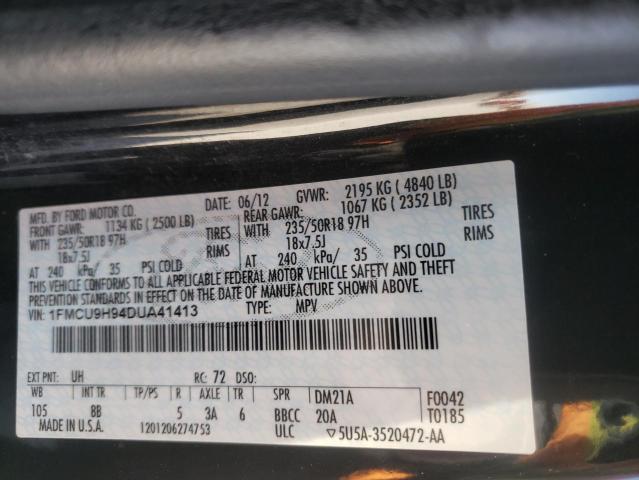 MFD. BY FORD MOTOR CO. DATE: 06/12 GVWR: 2195 KG ( 4840 LB)
FRONT GAWR: 1134 KG ( 2500 LB) REAR GAWR: 1067 KG ( 2352 LB)
WITH 235/50R18 97H TIRES WITH 235/50R18 97H TIRES
18x7.5J RIMS 18x7.5J RIMS
AT 240 kPa/ 35 PSI COLD AT 240 kPa/ 35 PSI COLD
THIS VEHICLE CONFORMS TO ALL APPLICABLE FEDERAL MOTOR VEHICLE SAFETY AND THEFT
PREVENTION STANDARDS IN EFFECT ON THE DATE OF MANUFACTURE SHOWN ABOVE.
VIN: 1FMCU9H94DUA41413 TYPE: MPV
EXT PNT: UH RC: 72 DSO:
WB INT TR TP/PS R AXLE TR SPR DM21A F0042
105 8B 5 3A 6 BBCC 20A T0185
MADE IN U.S.A. 1201206274753 ULC ▽5U5A-3520472-AA